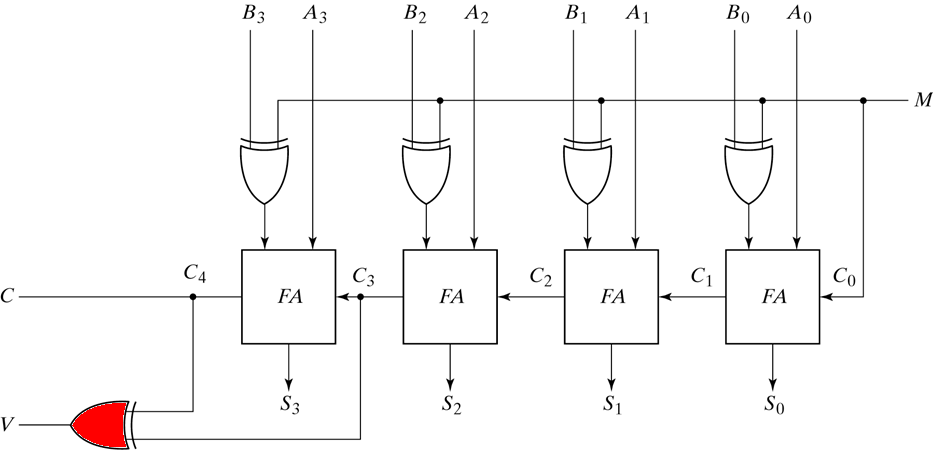 B₃ A₃ B₂ A₂ B₁ A₁ B₀ A₀
M
C₄ C₃ C₂ C₁ C₀
C FA FA FA FA
S₃ S₂ S₁ S₀
V